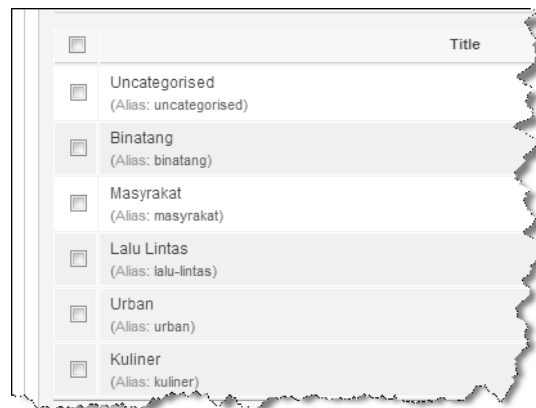 Title
Uncategorised
(Alias: uncategorised)
Binatang
(Alias: binatang)
Masyrakat
(Alias: masyrakat)
Lalu Lintas
(Alias: lalu-lintas)
Urban
(Alias: urban)
Kuliner
(Alias: kuliner)